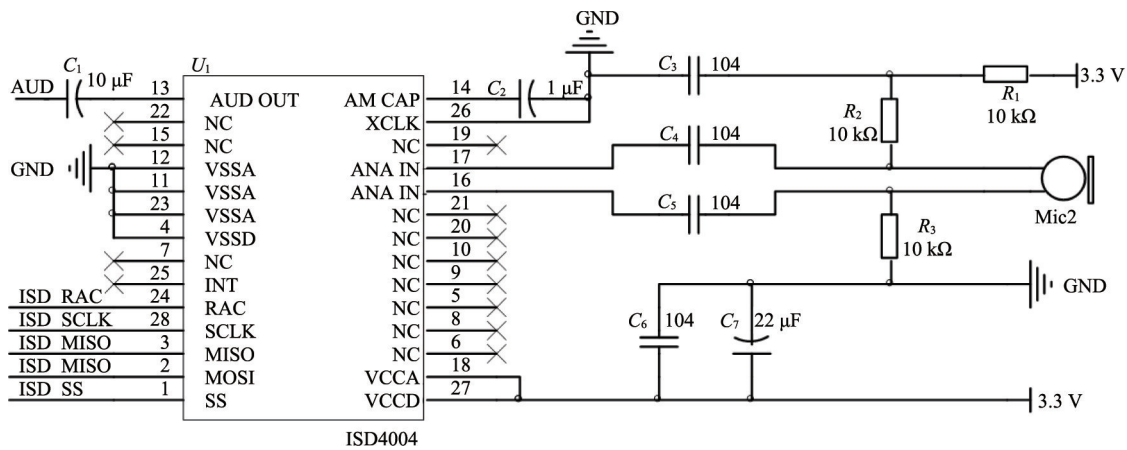 GND
C₃ 104
R₁
10 kΩ
3.3 V
AUD
C₁
10 μF
U₁
13
AUD OUT
AM CAP
14
C₂
1 μF
22
NC
XCLK
26
15
NC
NC
19
R₂
10 kΩ
GND
12
VSSA
ANA IN
17
C₄ 104
11
VSSA
ANA IN
16
C₅ 104
Mic2
23
VSSA
NC
21
4
VSSD
NC
20
R₃
10 kΩ
7
NC
NC
10
25
INT
NC
9
GND
ISD RAC
24
RAC
NC
5
ISD SCLK
28
SCLK
NC
8
C₆ 104
C₇ 22 μF
ISD MISO
3
MISO
NC
6
ISD MISO
2
MOSI
VCCA
18
ISD SS
1
SS
VCCD
27
3.3 V
ISD4004